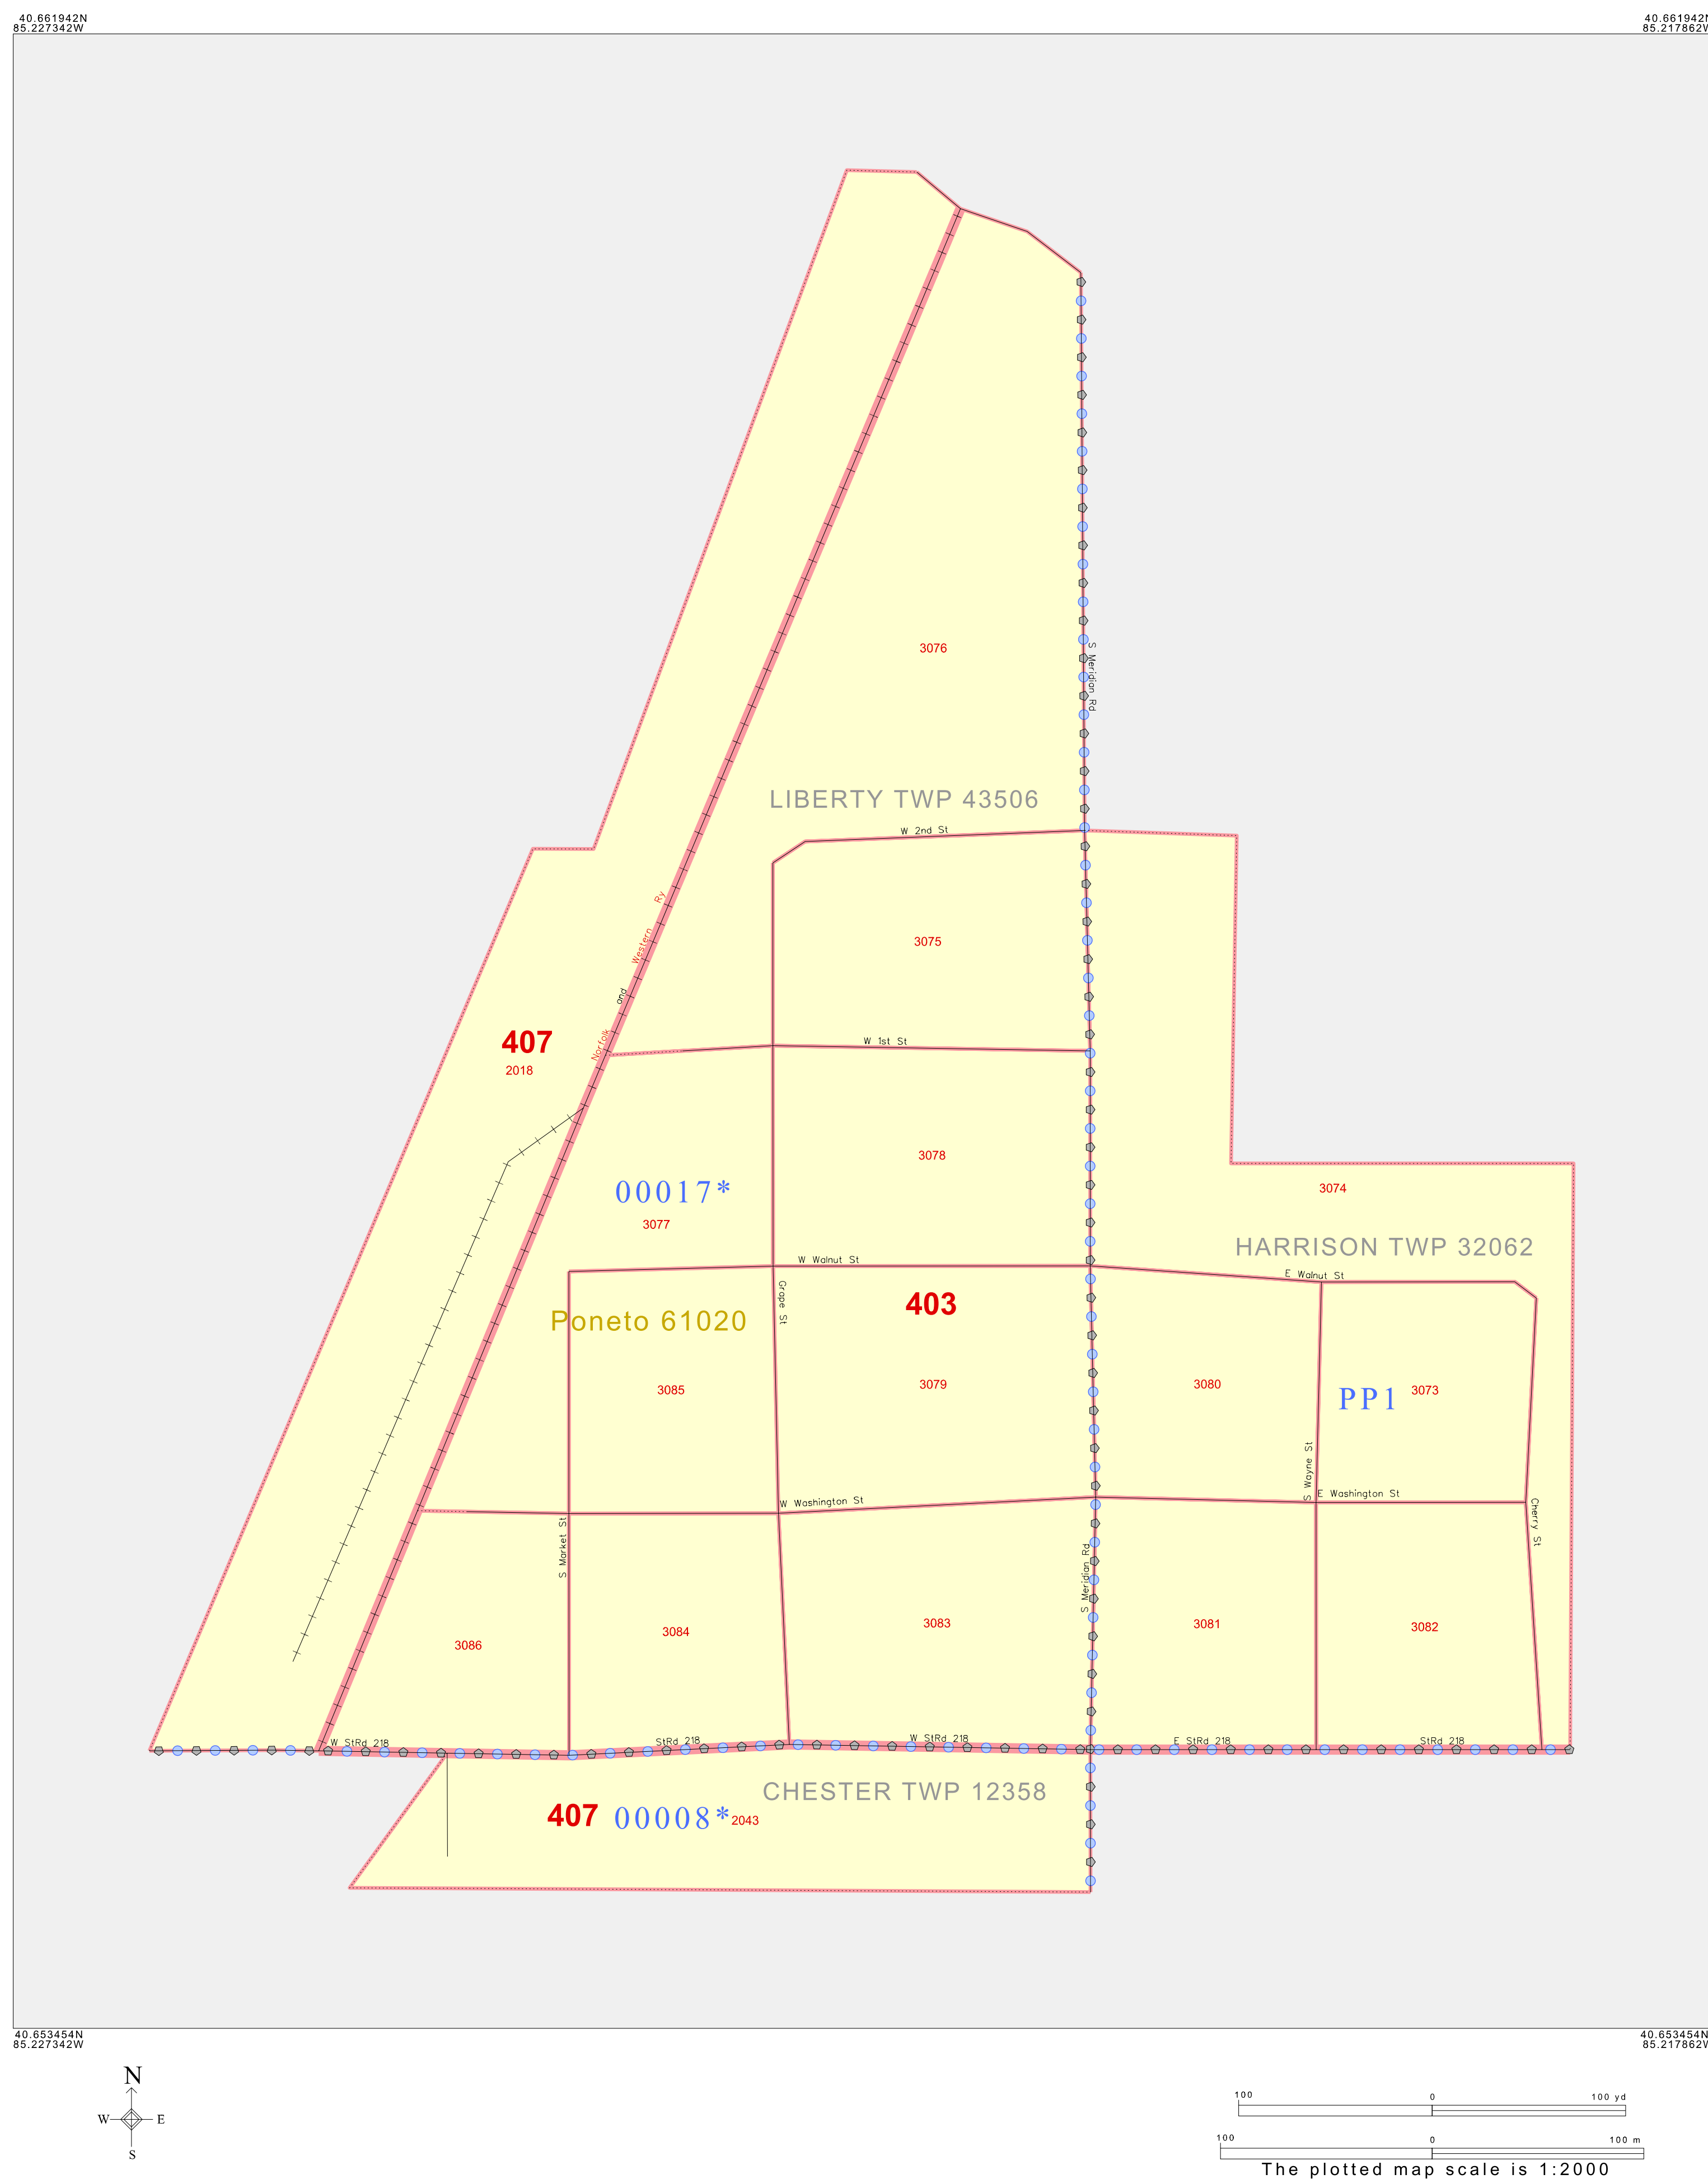 40.661942N
85.227342W
40.661942N
85.217862W
3076
S Meridian Rd
LIBERTY TWP 43506
W 2nd St
Norfolk and Western Ry
3075
407
2018
W 1st St
3078
00017*
3077
3074
HARRISON TWP 32062
W Walnut St
E Walnut St
Grape St
403
Poneto 61020
3085
3079
3080
PP1
3073
S Wayne St
W Washington St
E Washington St
Cherry St
S Market St
S Meridian Rd
3086
3084
3083
3081
3082
W StRd 218
StRd 218
W StRd 218
E StRd 218
StRd 218
CHESTER TWP 12358
407
00008*
2043
40.653454N
85.227342W
40.653454N
85.217862W
N
W
E
S
100 0 100 yd
100 0 100 m
The plotted map scale is 1:2000